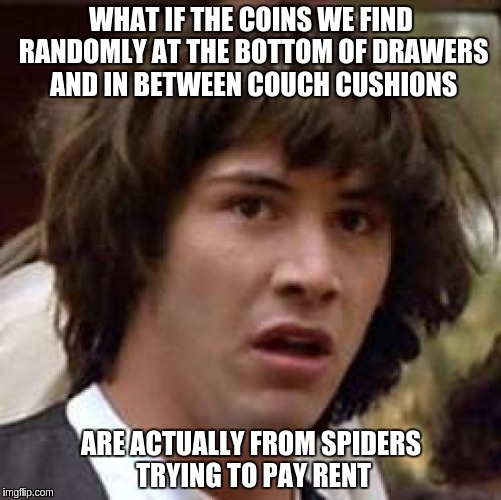 WHAT IF THE COINS WE FIND
RANDOMLY AT THE BOTTOM OF DRAWERS
AND IN BETWEEN COUCH CUSHIONS
ARE ACTUALLY FROM SPIDERS
TRYING TO PAY RENT
imgflip.com